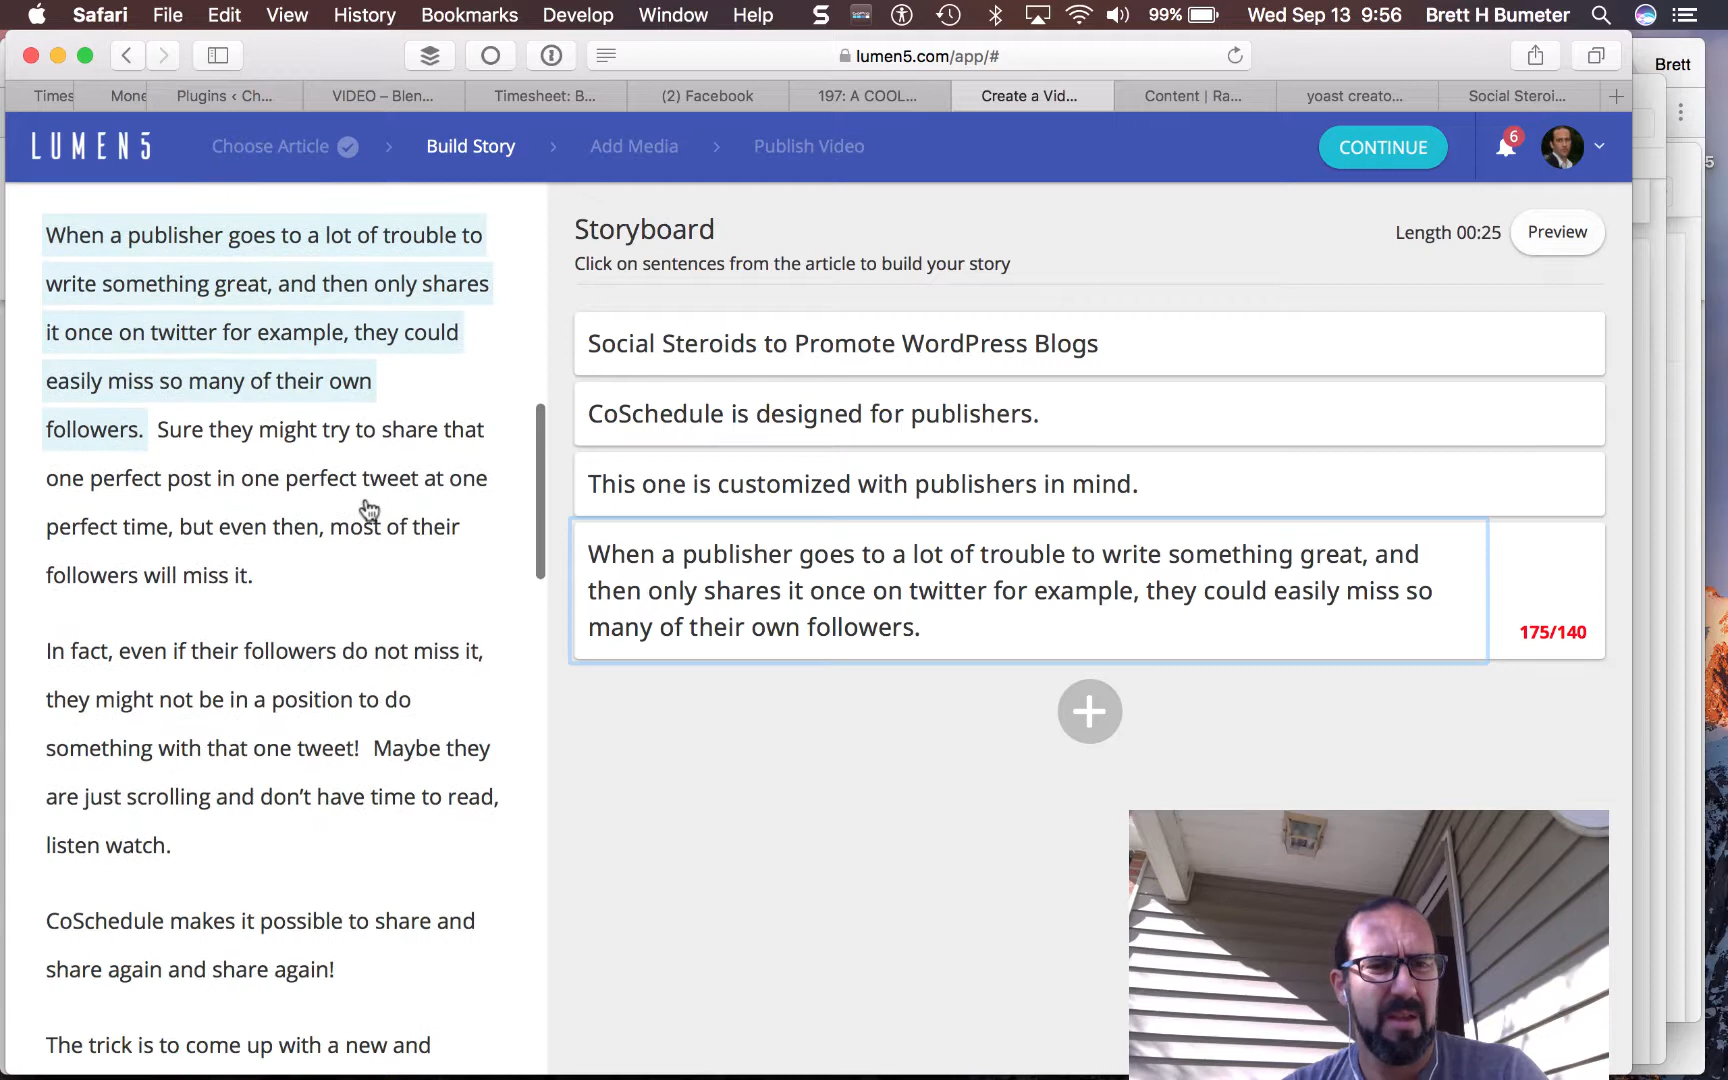 Safari File Edit View History Bookmarks Develop Window Help S 99% Wed Sep 13 9:56 Brett H Bumeter
lumen5.com/app/#
Brett
Times Mone Plugins ‹ Ch... VIDEO – Blen... Timesheet: B... (2) Facebook 197: A COOL... Create a Vid... Content | Ra... yoast creato... Social Steroi...
LUMEN5 Choose Article > Build Story > Add Media > Publish Video CONTINUE 6
5
When a publisher goes to a lot of trouble to
write something great, and then only shares
it once on twitter for example, they could
easily miss so many of their own
followers. Sure they might try to share that
one perfect post in one perfect tweet at one
perfect time, but even then, most of their
followers will miss it.
In fact, even if their followers do not miss it,
they might not be in a position to do
something with that one tweet! Maybe they
are just scrolling and don’t have time to read,
listen watch.
CoSchedule makes it possible to share and
share again and share again!
The trick is to come up with a new and
Storyboard
Length 00:25 Preview
Click on sentences from the article to build your story
Social Steroids to Promote WordPress Blogs
CoSchedule is designed for publishers.
This one is customized with publishers in mind.
When a publisher goes to a lot of trouble to write something great, and
then only shares it once on twitter for example, they could easily miss so
many of their own followers.
175/140